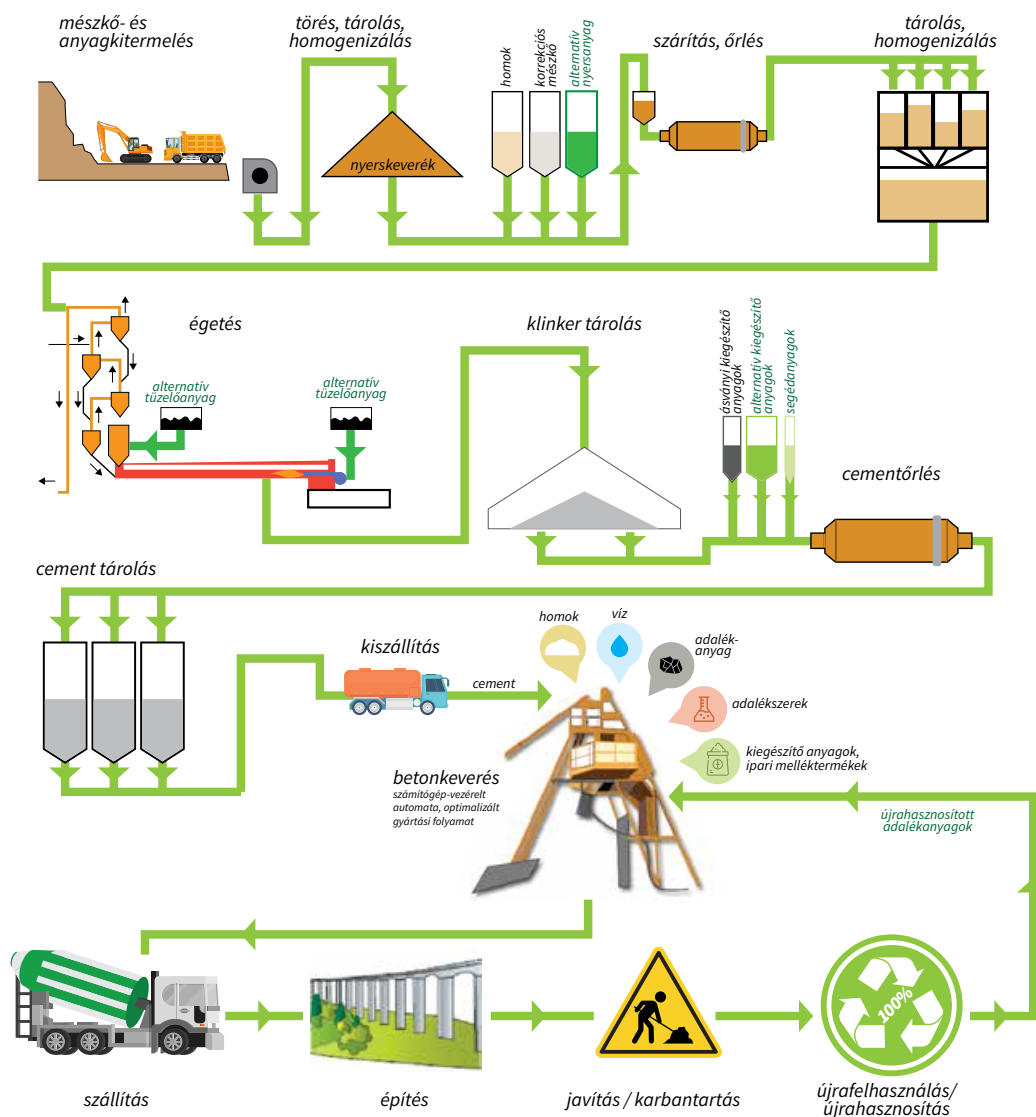 mészkő- és
anyagkitermelés
törés, tárolás,
homogenizálás
nyerskeverék
homok
korrekciós
mészkő
alternatív
nyersanyag
szárítás, őrlés
tárolás,
homogenizálás
égetés
alternatív
tüzelőanyag
alternatív
tüzelőanyag
klinker tárolás
ásványi kiegészítő
anyagok
alternatív kiegészítő
anyagok
segédanyagok
cementőrlés
cement tárolás
kiszállítás
cement
homok
víz
adalék-
anyag
adalékszerek
kiegészítő anyagok,
ipari melléktermékek
betonkeverés
számítógép-vezérelt
automata, optimalizált
gyártási folyamat
újrahasznosított
adalékanyagok
szállítás
építés
javítás / karbantartás
100%
újrafelhasználás/
újrahasznosítás